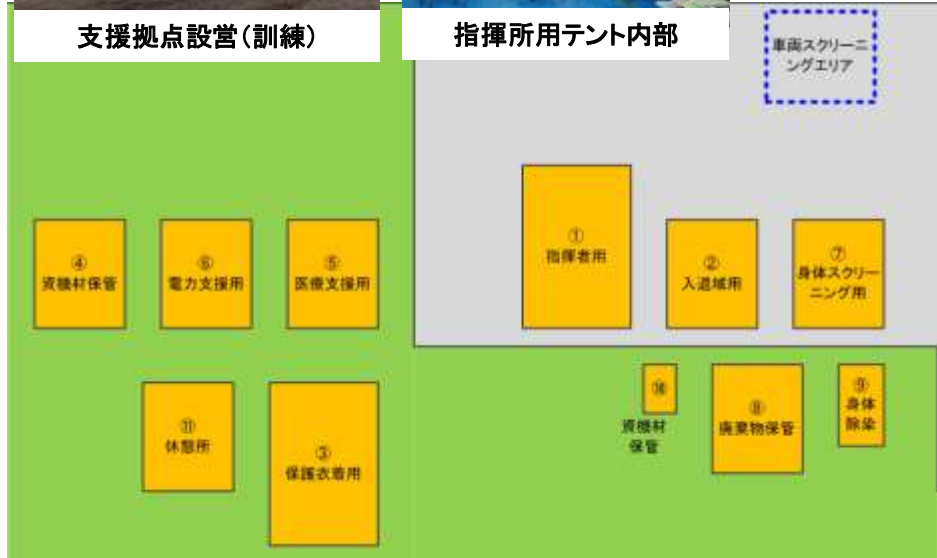 支援拠点設営(訓練)
指揮所用テント内部
車両スクリーニ
ングエリア
①
指揮者用
②
入退域用
⑦
身体スクリー
ニング用
④
資機材保管
⑥
電力支援用
⑤
医療支援用
⑩
資機材
保管
⑧
廃棄物保管
⑨
身体
除染
⑪
休憩所
③
保護衣着用